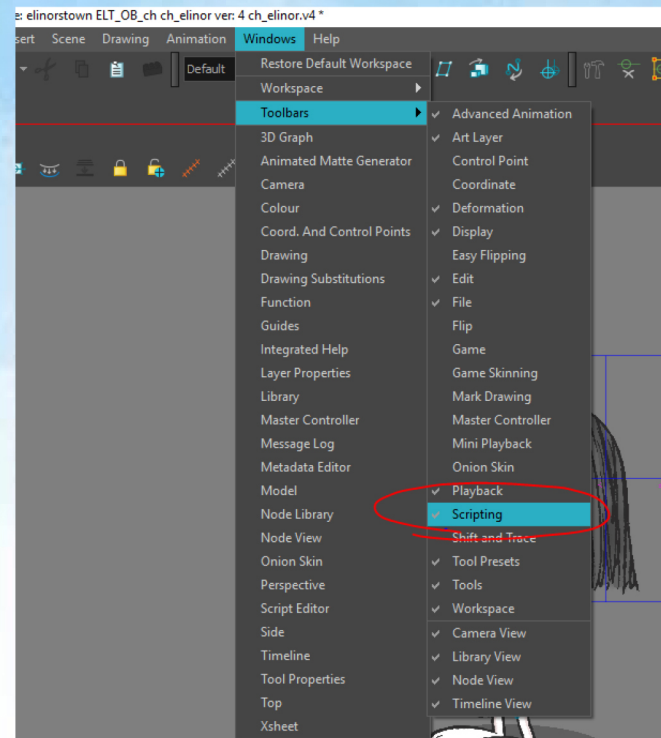 e: elinorstown ELT_OB_ch ch_elinor ver: 4 ch_elinor.v4 *
sert Scene Drawing Animation Windows Help
Default
Restore Default Workspace
Workspace
Toolbars
3D Graph
Animated Matte Generator
Camera
Colour
Coord. And Control Points
Drawing
Drawing Substitutions
Function
Guides
Integrated Help
Layer Properties
Library
Master Controller
Message Log
Metadata Editor
Model
Node Library
Node View
Onion Skin
Perspective
Script Editor
Side
Timeline
Tool Properties
Top
Xsheet
Advanced Animation
Art Layer
Control Point
Coordinate
Deformation
Display
Easy Flipping
Edit
File
Flip
Game
Game Skinning
Mark Drawing
Master Controller
Mini Playback
Onion Skin
Playback
Scripting
Shift and Trace
Tool Presets
Tools
Workspace
Camera View
Library View
Node View
Timeline View